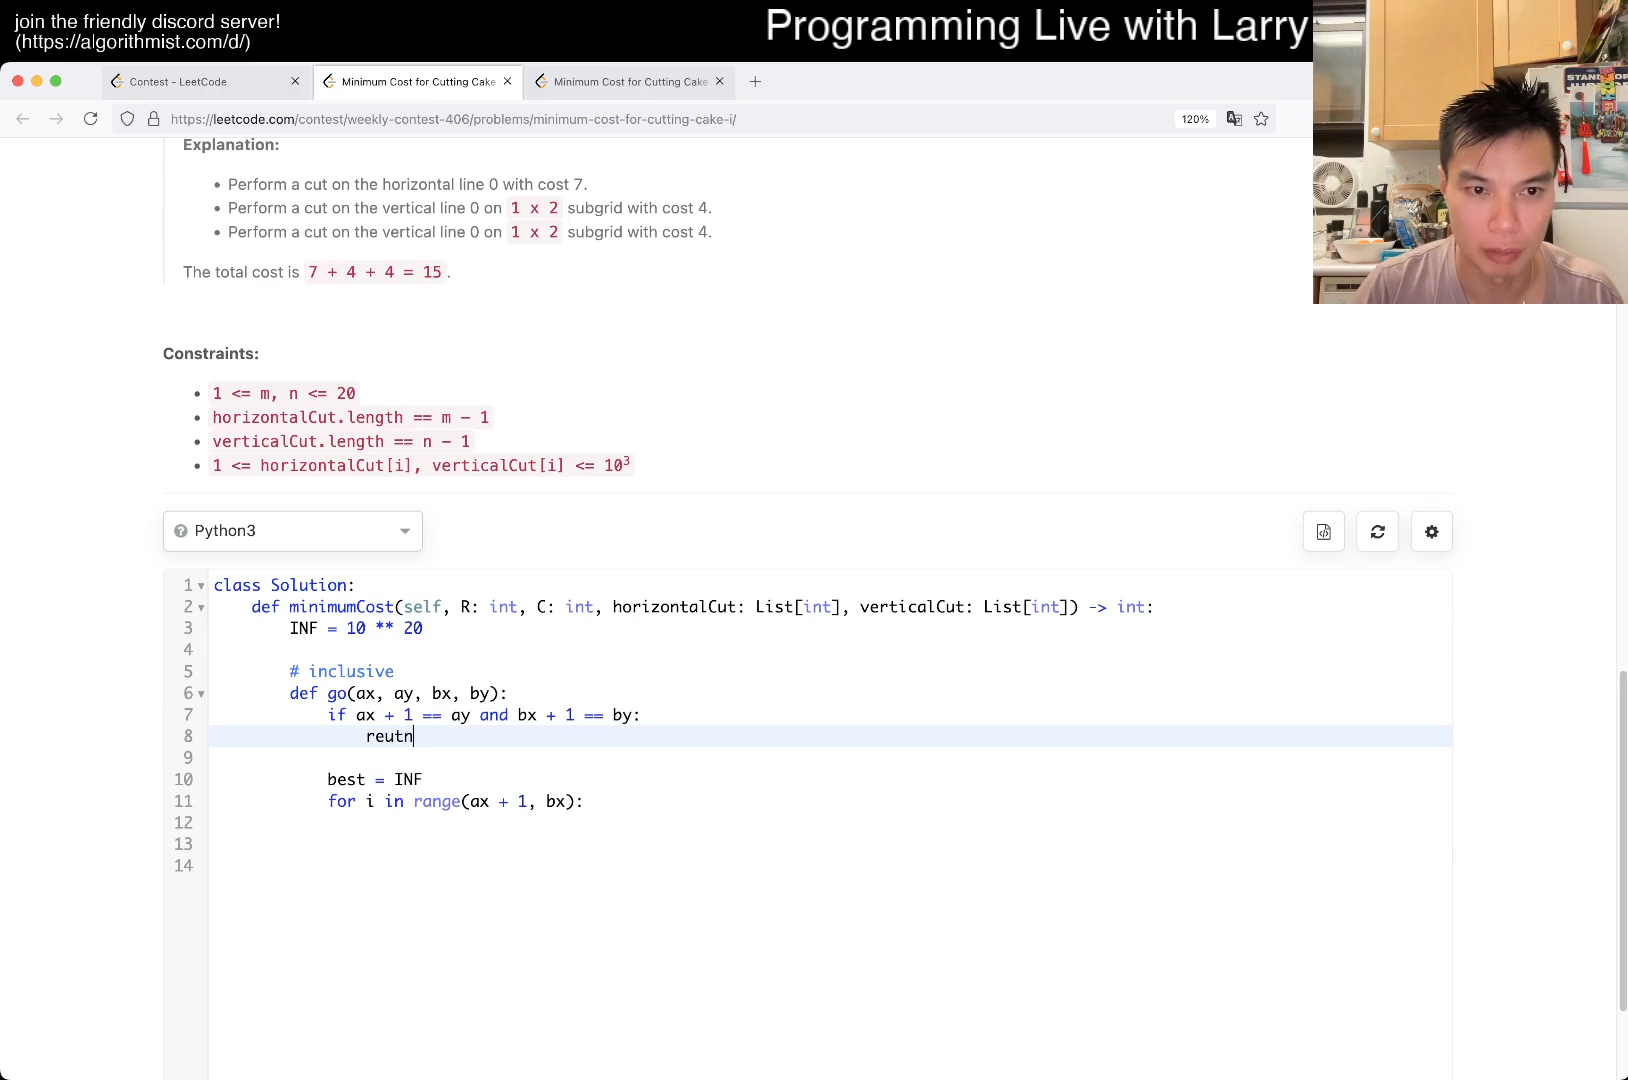 join the friendly discord server!
(https://algorithmist.com/d/)
Programming Live with Larry
Contest - LeetCode
Minimum Cost for Cutting Cake
Minimum Cost for Cutting Cake
https://leetcode.com/contest/weekly-contest-406/problems/minimum-cost-for-cutting-cake-i/
120%
Explanation:
• Perform a cut on the horizontal line 0 with cost 7.
• Perform a cut on the vertical line 0 on 1 x 2 subgrid with cost 4.
• Perform a cut on the vertical line 0 on 1 x 2 subgrid with cost 4.
The total cost is 7 + 4 + 4 = 15.
Constraints:
• 1 <= m, n <= 20
• horizontalCut.length == m - 1
• verticalCut.length == n - 1
• 1 <= horizontalCut[i], verticalCut[i] <= 10³
Python3
1 class Solution:
2 def minimumCost(self, R: int, C: int, horizontalCut: List[int], verticalCut: List[int]) -> int:
3 INF = 10 ** 20
4
5 # inclusive
6 def go(ax, ay, bx, by):
7 if ax + 1 == ay and bx + 1 == by:
8 reutn
9
10 best = INF
11 for i in range(ax + 1, bx):
12
13
14